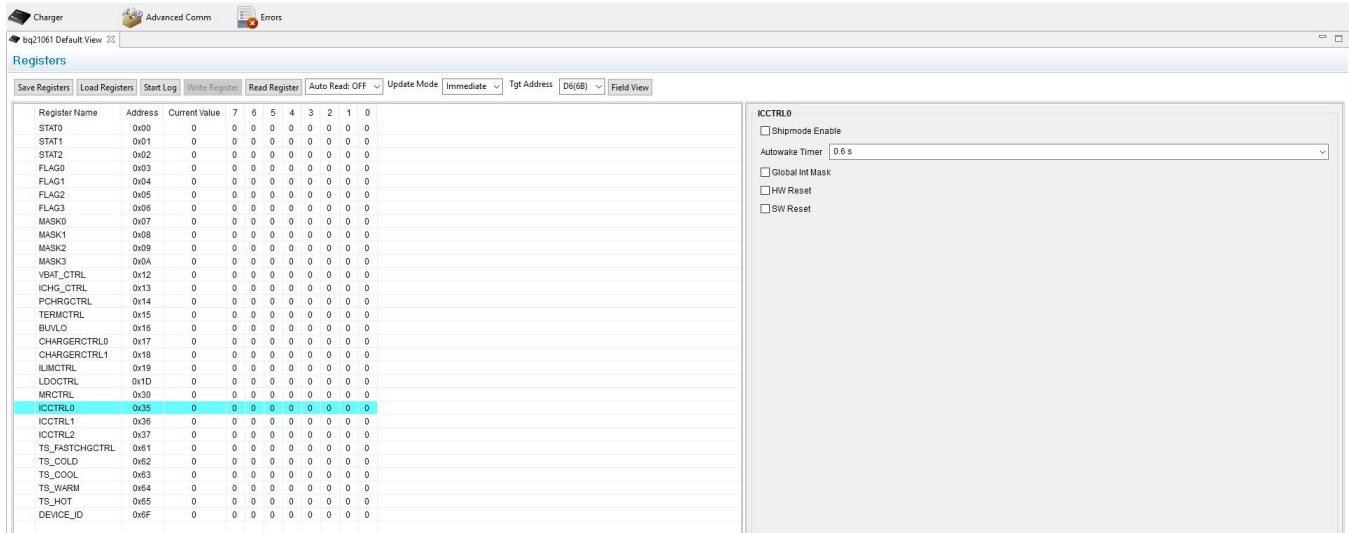 Charger Advanced Comm Errors
bq21061 Default View
Registers
Save Registers Load Registers Start Log Write Register Read Register Auto Read: OFF Update Mode Immediate Tgt Address D6(6B) Field View
Register Name Address Current Value 7 6 5 4 3 2 1 0
STAT0 0x00 0 0 0 0 0 0 0 0 0
STAT1 0x01 0 0 0 0 0 0 0 0 0
STAT2 0x02 0 0 0 0 0 0 0 0 0
FLAG0 0x03 0 0 0 0 0 0 0 0 0
FLAG1 0x04 0 0 0 0 0 0 0 0 0
FLAG2 0x05 0 0 0 0 0 0 0 0 0
FLAG3 0x06 0 0 0 0 0 0 0 0 0
MASK0 0x07 0 0 0 0 0 0 0 0 0
MASK1 0x08 0 0 0 0 0 0 0 0 0
MASK2 0x09 0 0 0 0 0 0 0 0 0
MASK3 0x0A 0 0 0 0 0 0 0 0 0
VBAT_CTRL 0x12 0 0 0 0 0 0 0 0 0
ICHG_CTRL 0x13 0 0 0 0 0 0 0 0 0
PCHRGCTRL 0x14 0 0 0 0 0 0 0 0 0
TERMCTRL 0x15 0 0 0 0 0 0 0 0 0
BUVLO 0x16 0 0 0 0 0 0 0 0 0
CHARGERCTRL0 0x17 0 0 0 0 0 0 0 0 0
CHARGERCTRL1 0x18 0 0 0 0 0 0 0 0 0
ILIMCTRL 0x19 0 0 0 0 0 0 0 0 0
LDOCTRL 0x1D 0 0 0 0 0 0 0 0 0
MRCTRL 0x30 0 0 0 0 0 0 0 0 0
ICCTRL0 0x35 0 0 0 0 0 0 0 0 0
ICCTRL1 0x36 0 0 0 0 0 0 0 0 0
ICCTRL2 0x37 0 0 0 0 0 0 0 0 0
TS_FASTCHGCTRL 0x61 0 0 0 0 0 0 0 0 0
TS_COLD 0x62 0 0 0 0 0 0 0 0 0
TS_COOL 0x63 0 0 0 0 0 0 0 0 0
TS_WARM 0x64 0 0 0 0 0 0 0 0 0
TS_HOT 0x65 0 0 0 0 0 0 0 0 0
DEVICE_ID 0x6F 0 0 0 0 0 0 0 0 0
ICCTRL0
Shipmode Enable
Autowake Timer 0.6 s
Global Int Mask
HW Reset
SW Reset